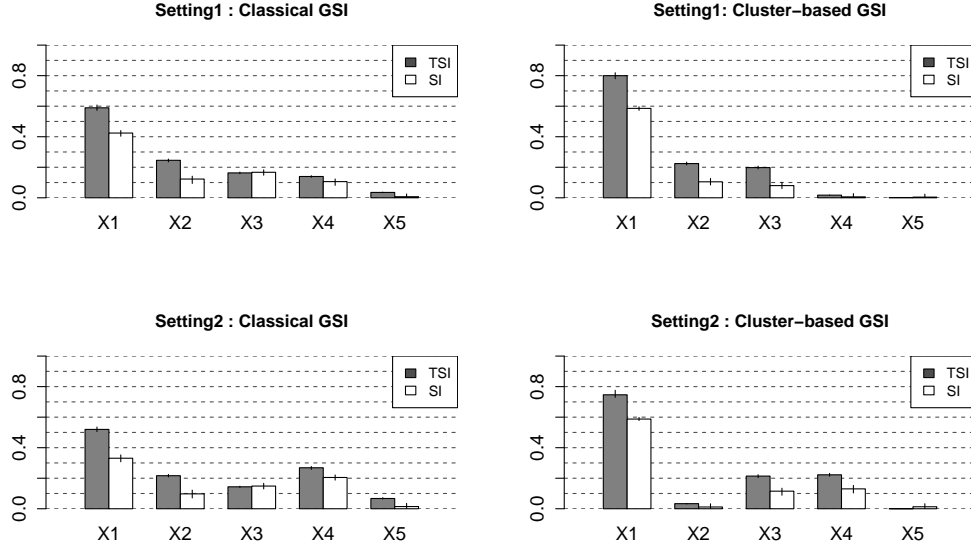 Setting1 : Classical GSI
0.0 0.4 0.8
TSI
SI
X1 X2 X3 X4 X5
Setting1: Cluster−based GSI
0.0 0.4 0.8
TSI
SI
X1 X2 X3 X4 X5
Setting2 : Classical GSI
0.0 0.4 0.8
TSI
SI
X1 X2 X3 X4 X5
Setting2 : Cluster−based GSI
0.0 0.4 0.8
TSI
SI
X1 X2 X3 X4 X5